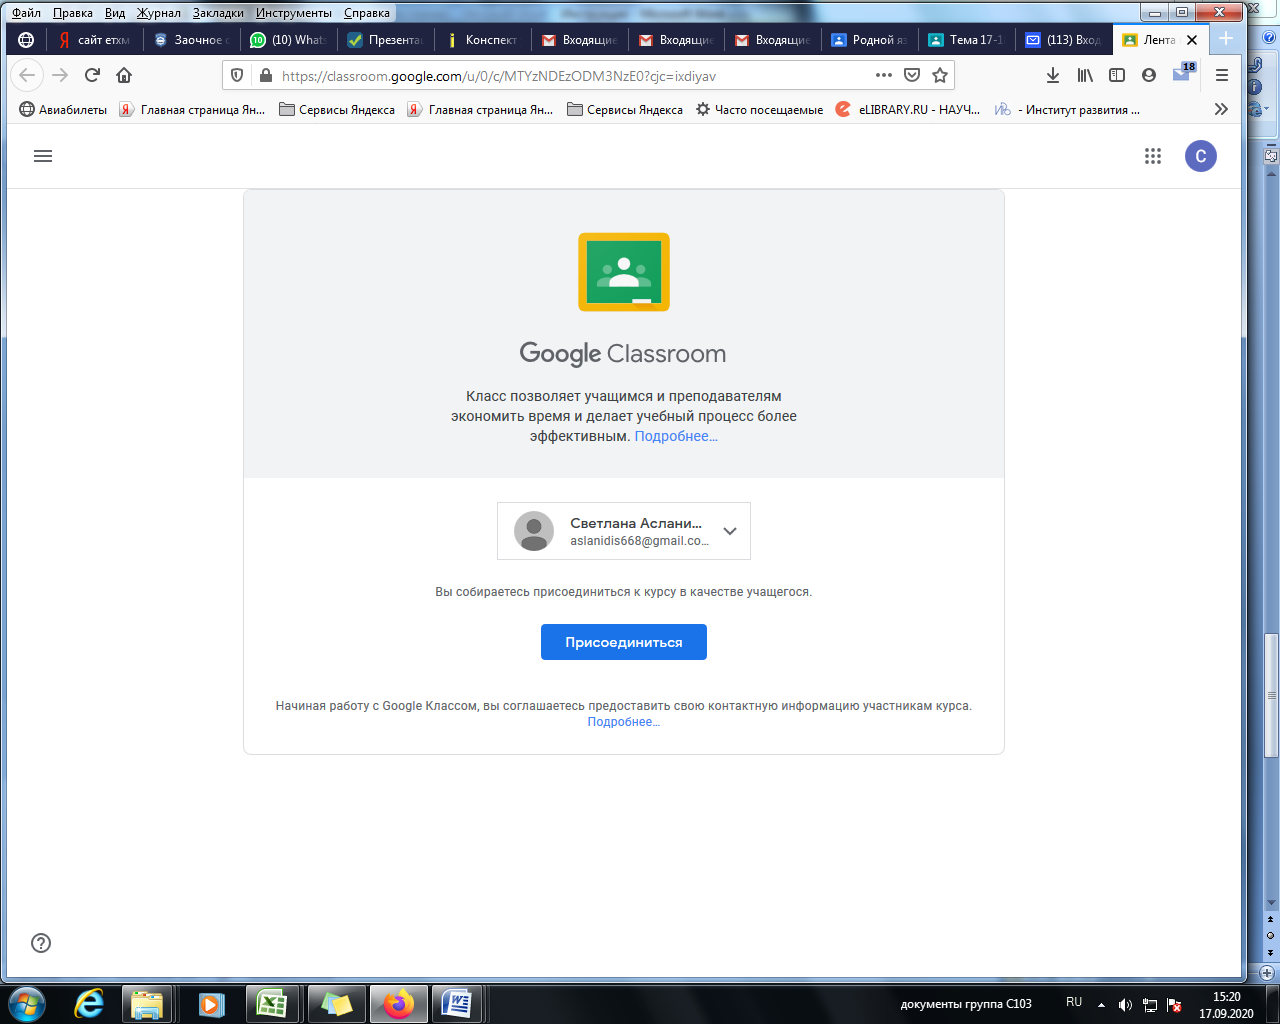 Файл Правка Вид Журнал Закладки Инструменты Справка
сайт етхм
Заочное
(10) What
Презента
Конспект
Входящие
Входящие
Входящие
Родной яз
Тема 17-1
(113) Вход
Лента
https://classroom.google.com/u/0/c/MTYzNDEzODM3NzE0?cjc=ixdiyav
18
Авиабилеты
Главная страница Ян...
Сервисы Яндекса
Главная страница Ян...
Сервисы Яндекса
Часто посещаемые
eLIBRARY.RU - НАУЧ...
- Институт развития ...
С
Google Classroom
Класс позволяет учащимся и преподавателям
экономить время и делает учебный процесс более
эффективным. Подробнее...
Светлана Аслани...
aslanidis668@gmail.co...
Вы собираетесь присоединиться к курсу в качестве учащегося.
Присоединиться
Начиная работу с Google Классом, вы соглашаетесь предоставить свою контактную информацию участникам курса.
Подробнее...
документы группа С103
RU
15:20
17.09.2020